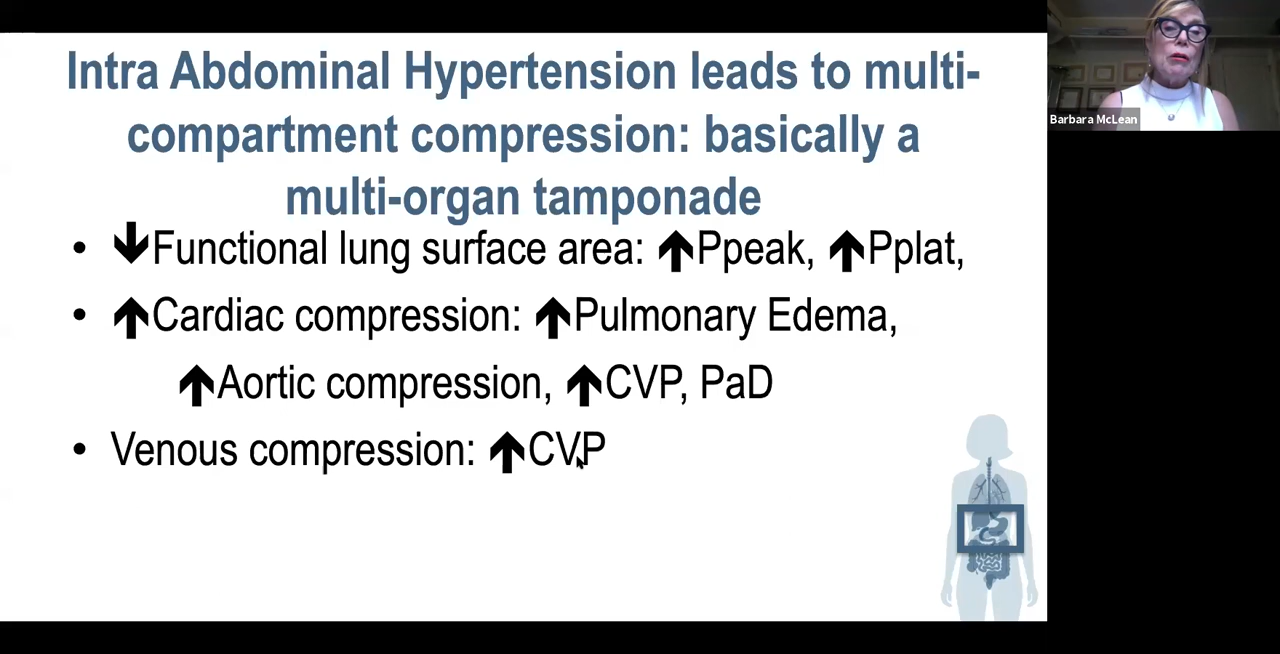 Intra Abdominal Hypertension leads to multi-
compartment compression: basically a
multi-organ tamponade
• 🡇Functional lung surface area: 🡅Ppeak, 🡅Pplat,
• 🡅Cardiac compression: 🡅Pulmonary Edema,
🡅Aortic compression, 🡅CVP, PaD
• Venous compression: 🡅CVP
Barbara McLean